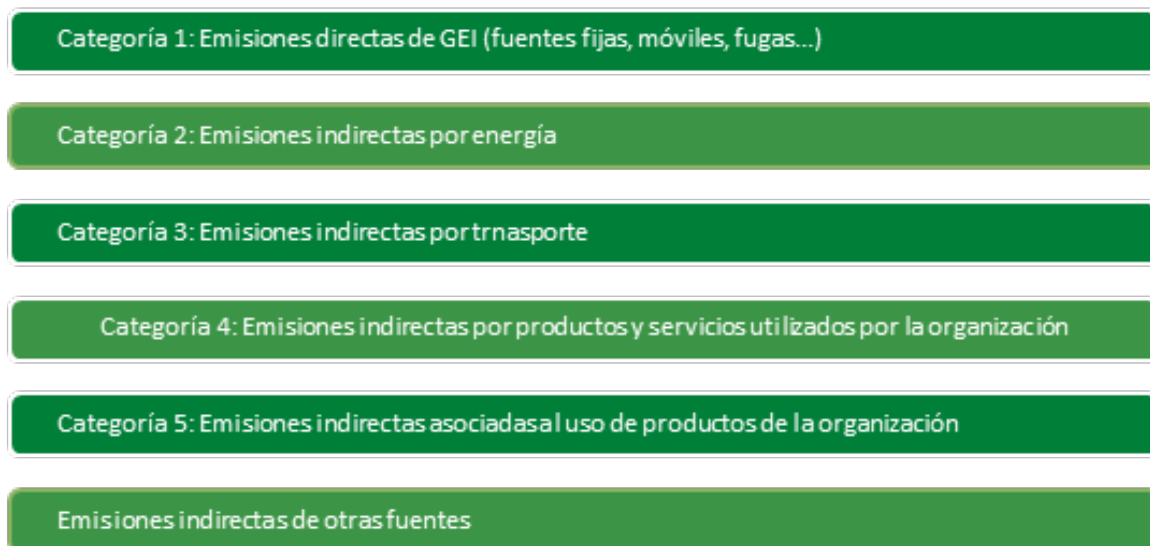 Categoría 1: Emisiones directas de GEI (fuentes fijas, móviles, fugas...)
Categoría 2: Emisiones indirectas por energía
Categoría 3: Emisiones indirectas por trnasporte
Categoría 4: Emisiones indirectas por productos y servicios utilizados por la organización
Categoría 5: Emisiones indirectas asociadas al uso de productos de la organización
Emisiones indirectas de otras fuentes